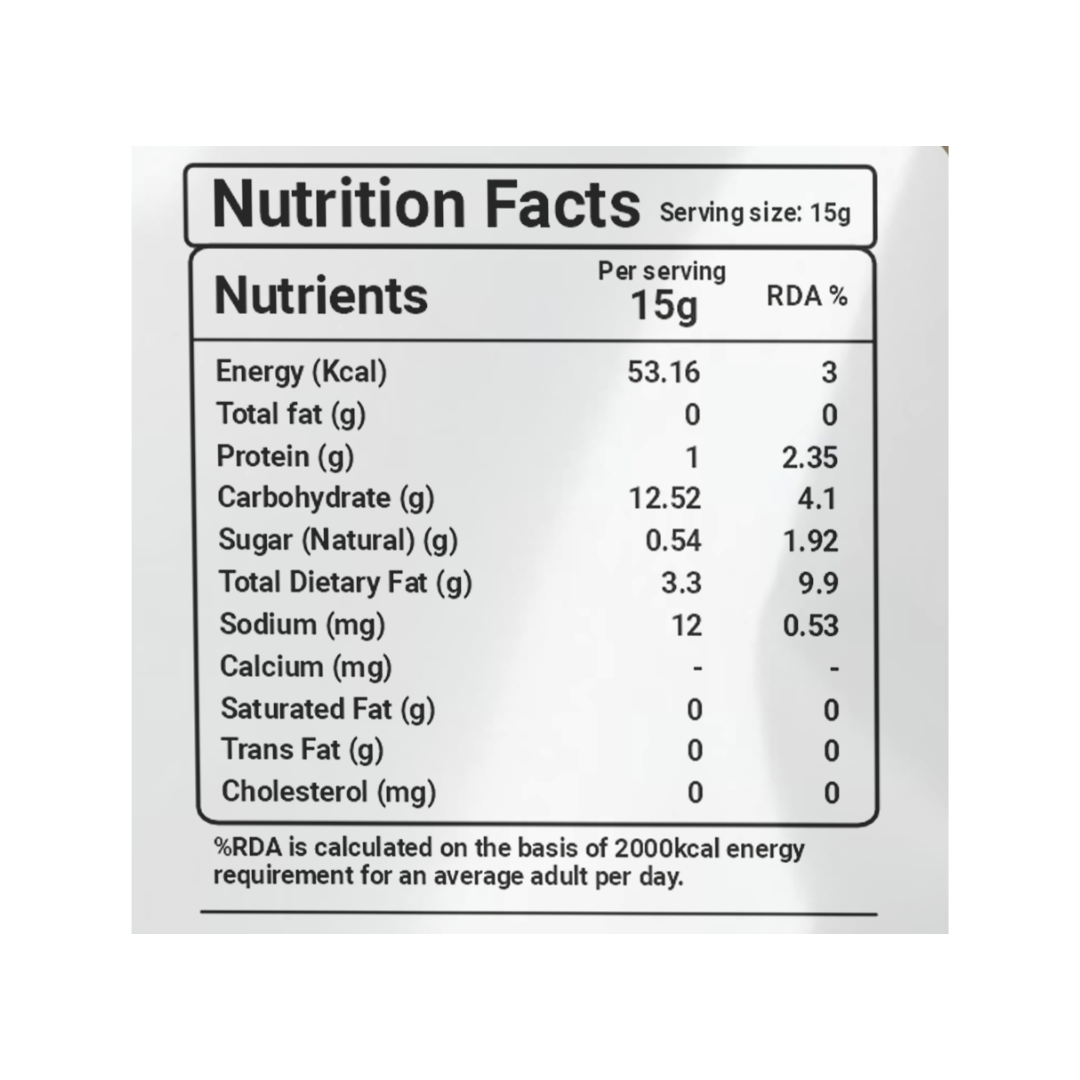 Nutrition Facts Serving size: 15g
Nutrients Per serving 15g RDA %
Energy (Kcal) 53.16 3
Total fat (g) 0 0
Protein (g) 1 2.35
Carbohydrate (g) 12.52 4.1
Sugar (Natural) (g) 0.54 1.92
Total Dietary Fat (g) 3.3 9.9
Sodium (mg) 12 0.53
Calcium (mg) - -
Saturated Fat (g) 0 0
Trans Fat (g) 0 0
Cholesterol (mg) 0 0
%RDA is calculated on the basis of 2000kcal energy
requirement for an average adult per day.